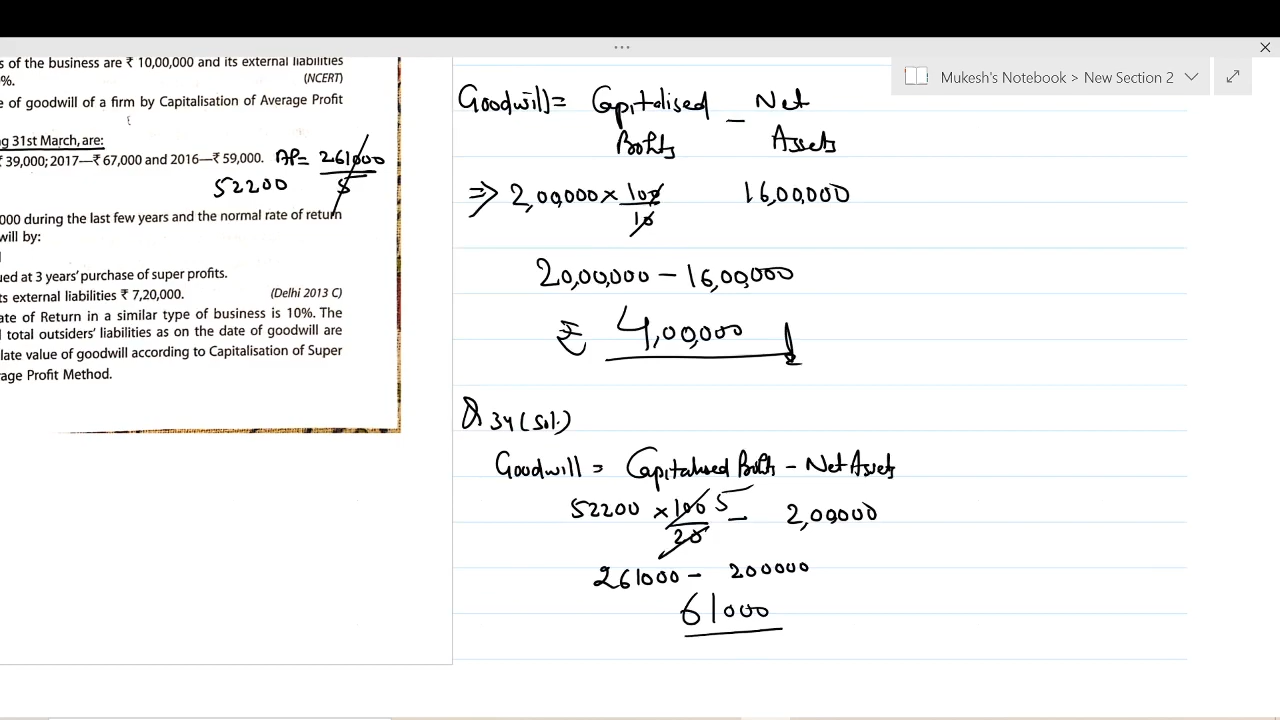 s of the business are ₹ 10,00,000 and its external liabilities
%. (NCERT)
e of goodwill of a firm by Capitalisation of Average Profit
g 31st March, are:
₹ 39,000; 2017—₹ 67,000 and 2016—₹ 59,000. AP = 261000
52200 5
000 during the last few years and the normal rate of return
will by:
ued at 3 years' purchase of super profits.
ts external liabilities ₹ 7,20,000. (Delhi 2013 C)
ate of Return in a similar type of business is 10%. The
l total outsiders' liabilities as on the date of goodwill are
late value of goodwill according to Capitalisation of Super
age Profit Method.
Mukesh's Notebook > New Section 2
Goodwill = Capitalised – Net
Profits Assets
⇒ 2,00,000 × 100 16,00,000
10
20,00,000 – 16,00,000
₹ 4,00,000
Q 34 (Sol.)
Goodwill = Capitalised Profits – Net Assets
52200 × 100 5 – 2,00,000
20
261000 – 200000
61000